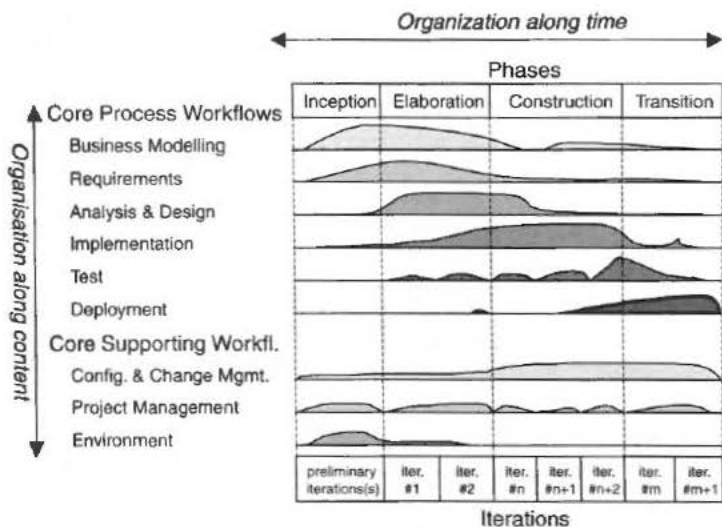 Organization along time
Phases
Inception Elaboration Construction Transition
Organisation along content
Core Process Workflows
Business Modelling
Requirements
Analysis & Design
Implementation
Test
Deployment
Core Supporting Workfl.
Config. & Change Mgmt.
Project Management
Environment
preliminary iterations(s)
iter. #1
iter. #2
iter. #n
iter. #n+1
iter. #n+2
iter. #m
iter. #m+1
Iterations